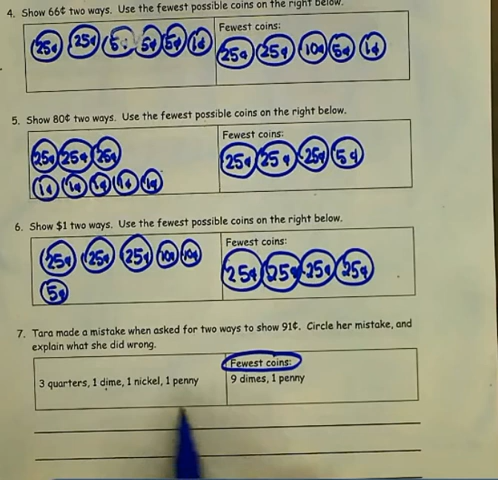 4. Show 66¢ two ways. Use the fewest possible coins on the right below.
Fewest coins:
25¢ 25¢ 5¢ 5¢ 5¢ 1¢
25¢ 25¢ 10¢ 5¢ 1¢
5. Show 80¢ two ways. Use the fewest possible coins on the right below.
Fewest coins:
25¢ 25¢ 25¢
1¢ 1¢ 1¢ 1¢ 1¢
25¢ 25¢ 25¢ 5¢
6. Show $1 two ways. Use the fewest possible coins on the right below.
Fewest coins:
25¢ 25¢ 25¢ 10¢ 10¢
5¢
25¢ 25¢ 25¢ 25¢
7. Tara made a mistake when asked for two ways to show 91¢. Circle her mistake, and
explain what she did wrong.
3 quarters, 1 dime, 1 nickel, 1 penny
Fewest coins:
9 dimes, 1 penny